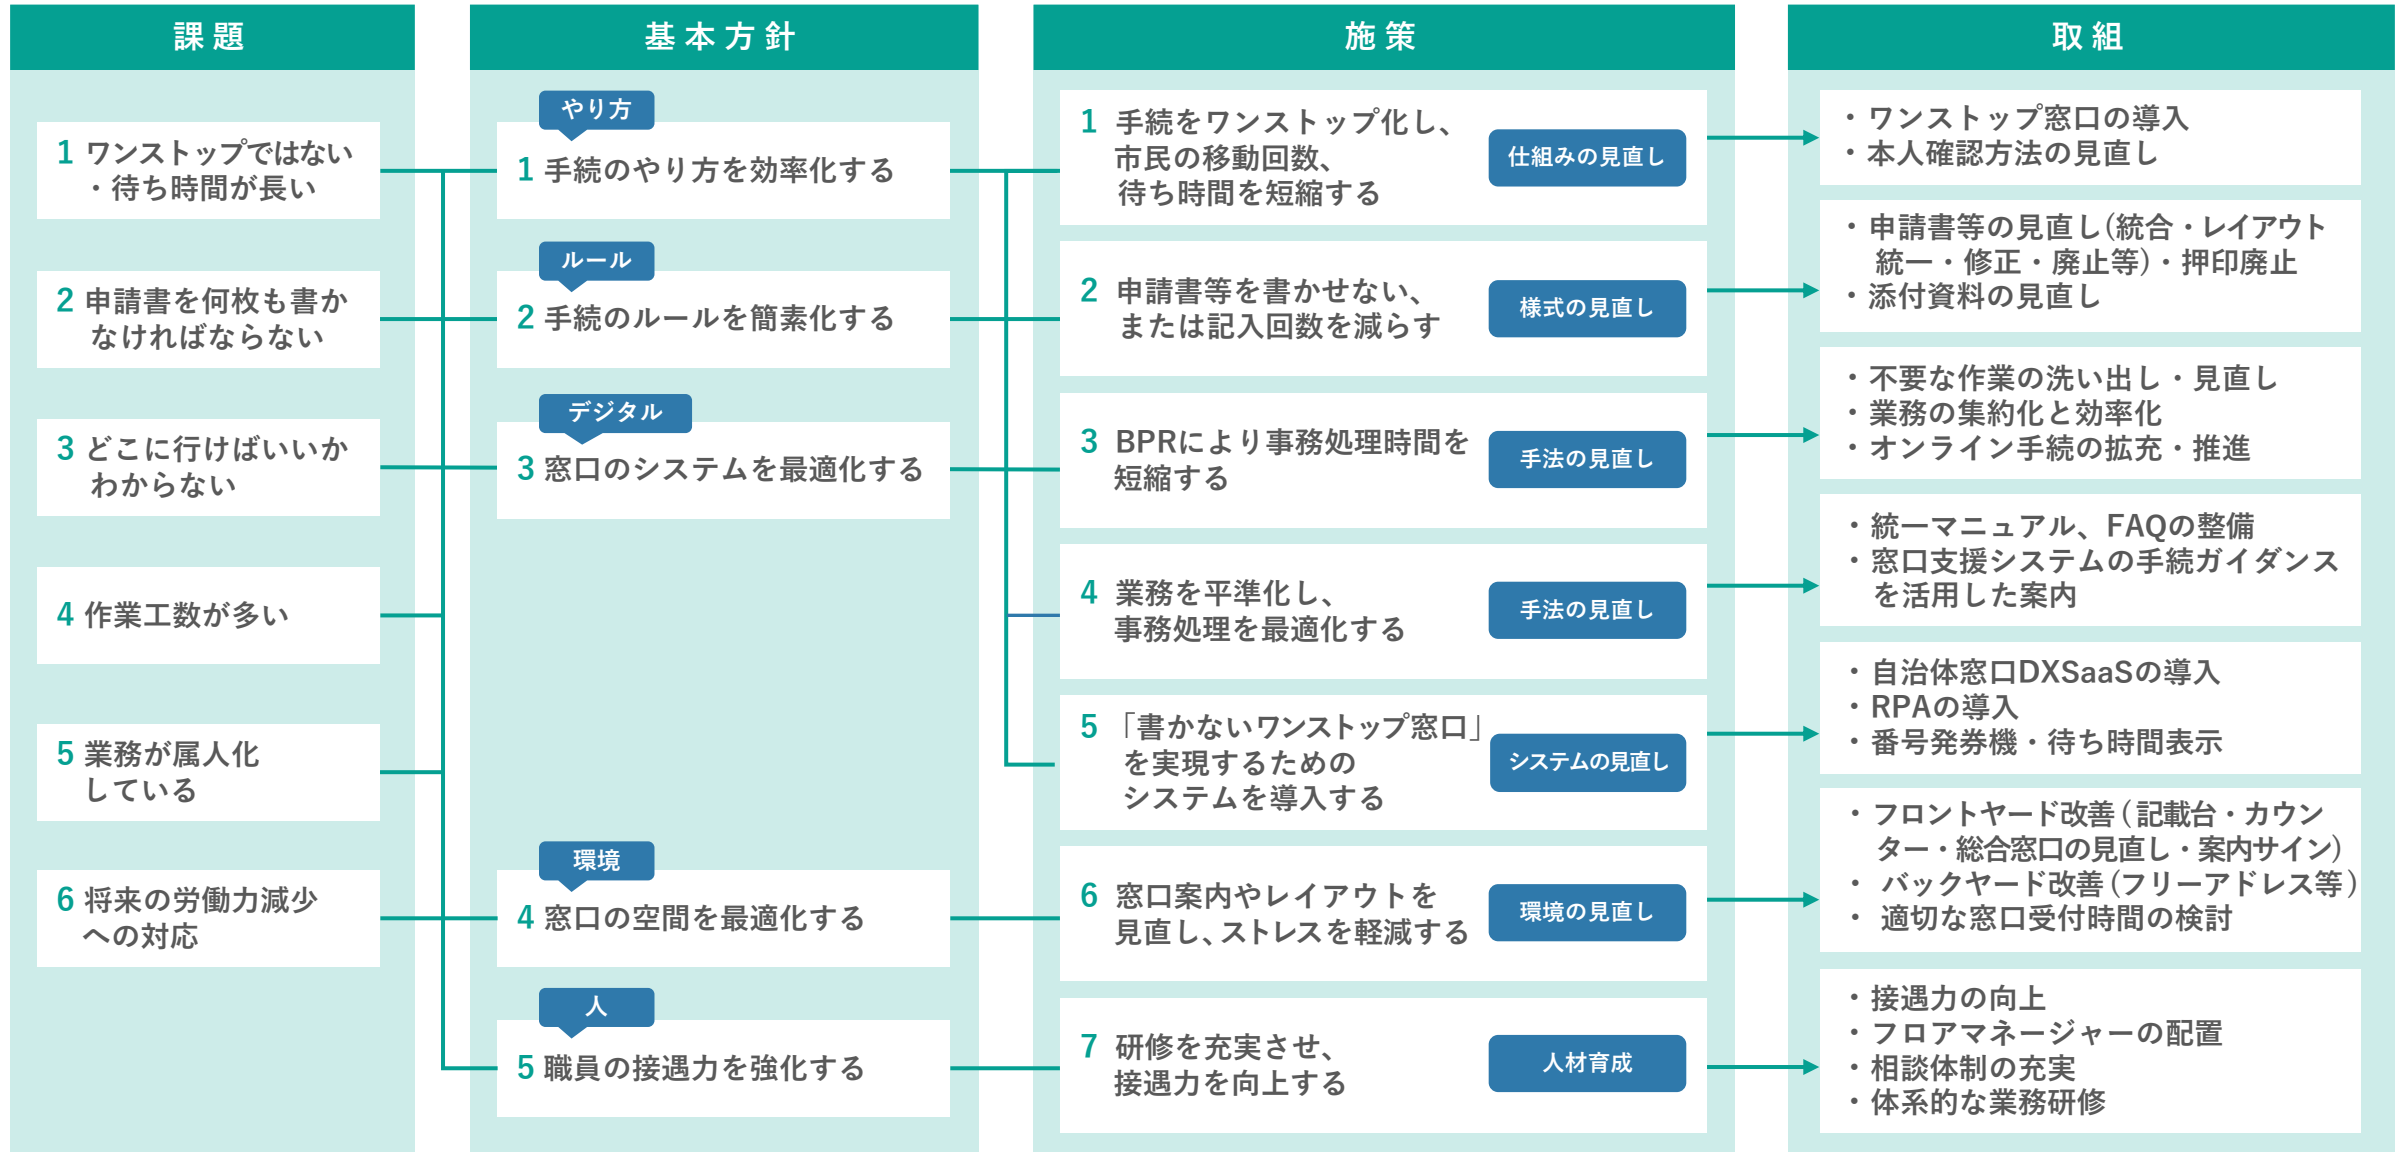 課題
1 ワンストップではない
・待ち時間が長い
2 申請書を何枚も書か
なければならない
3 どこに行けばいいか
わからない
4 作業工数が多い
5 業務が属人化
している
6 将来の労働力減少
への対応
基本方針
やり方
1 手続のやり方を効率化する
ルール
2 手続のルールを簡素化する
デジタル
3 窓口のシステムを最適化する
環境
4 窓口の空間を最適化する
人
5 職員の接遇力を強化する
施策
1 手続をワンストップ化し、
市民の移動回数、
待ち時間を短縮する
仕組みの見直し
2 申請書等を書かせない、
または記入回数を減らす
様式の見直し
3 BPRにより事務処理時間を
短縮する
手法の見直し
4 業務を平準化し、
事務処理を最適化する
手法の見直し
5 「書かないワンストップ窓口」
を実現するための
システムを導入する
システムの見直し
6 窓口案内やレイアウトを
見直し、ストレスを軽減する
環境の見直し
7 研修を充実させ、
接遇力を向上する
人材育成
取組
・ワンストップ窓口の導入
・本人確認方法の見直し
・申請書等の見直し(統合・レイアウト
統一・修正・廃止等)・押印廃止
・添付資料の見直し
・不要な作業の洗い出し・見直し
・業務の集約化と効率化
・オンライン手続の拡充・推進
・統一マニュアル、FAQの整備
・窓口支援システムの手続ガイダンス
を活用した案内
・自治体窓口DXSaaSの導入
・RPAの導入
・番号発券機・待ち時間表示
・フロントヤード改善(記載台・カウン
ター・総合窓口の見直し・案内サイン)
・バックヤード改善(フリーアドレス等)
・適切な窓口受付時間の検討
・接遇力の向上
・フロアマネージャーの配置
・相談体制の充実
・体系的な業務研修